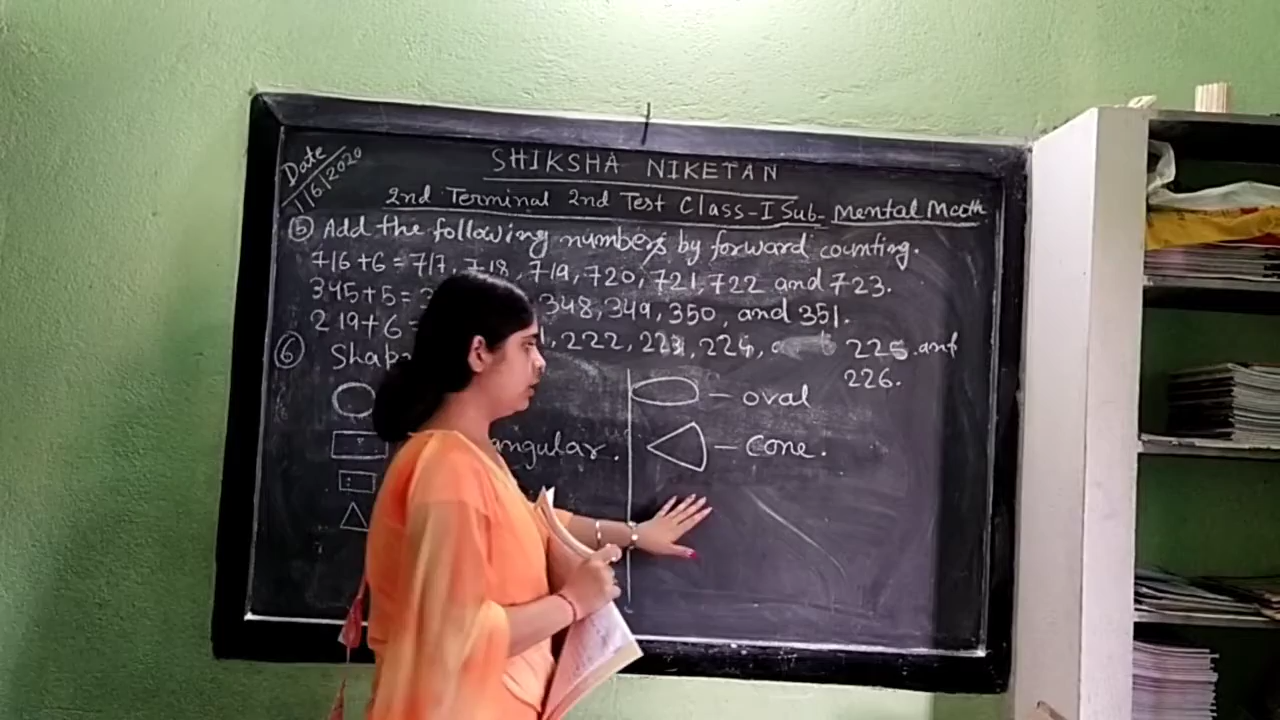 Date
1/6/2020
SHIKSHA NIKETAN
2nd Terminal 2nd Test Class-I Sub- Mental Math
5 Add the following numbers by forward counting.
716+6=717, 718, 719, 720, 721, 722 and 723.
345+5= 348, 349, 350, and 351.
219+6= , 222, 223, 224, 225 and
226.
6
- oval
angular.
- Cone.